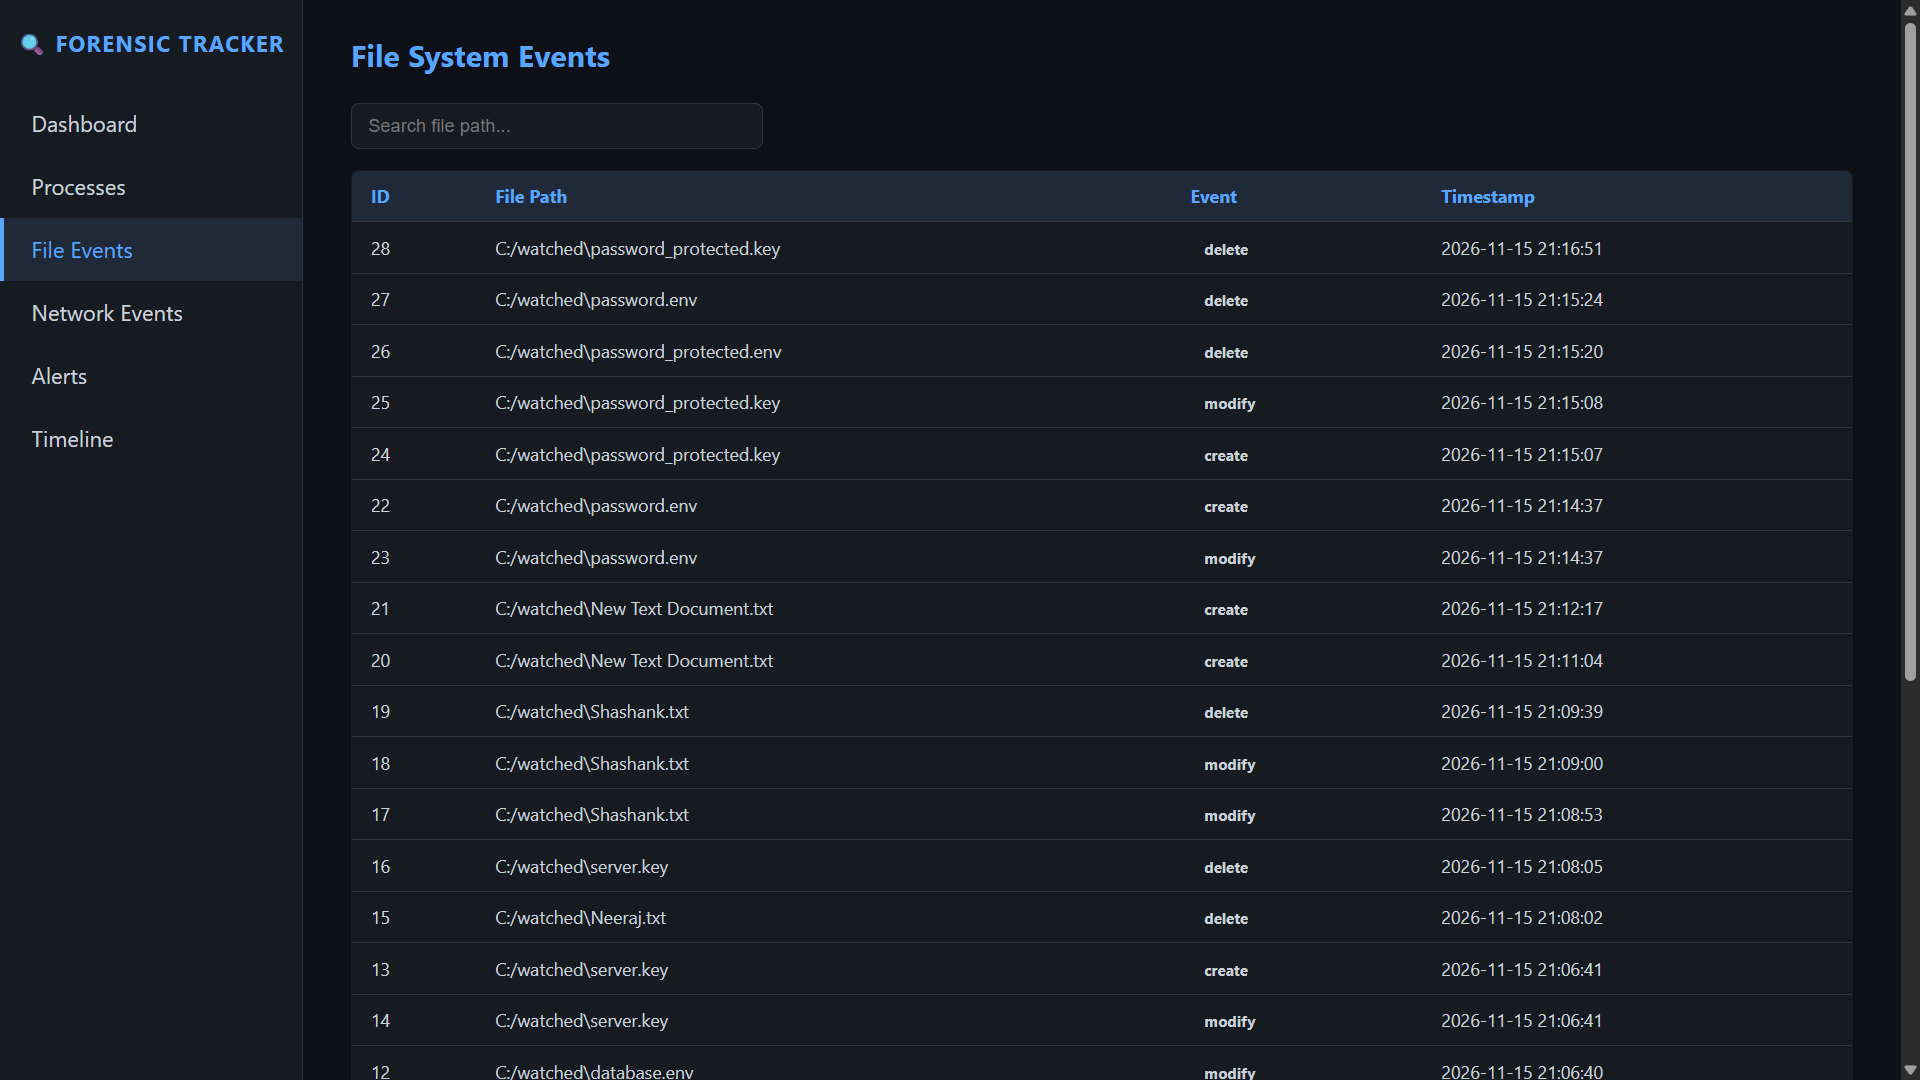 FORENSIC TRACKER
Dashboard
Processes
File Events
Network Events
Alerts
Timeline
File System Events
Search file path...
ID File Path Event Timestamp
28 C:/watched\password_protected.key delete 2026-11-15 21:16:51
27 C:/watched\password.env delete 2026-11-15 21:15:24
26 C:/watched\password_protected.env delete 2026-11-15 21:15:20
25 C:/watched\password_protected.key modify 2026-11-15 21:15:08
24 C:/watched\password_protected.key create 2026-11-15 21:15:07
22 C:/watched\password.env create 2026-11-15 21:14:37
23 C:/watched\password.env modify 2026-11-15 21:14:37
21 C:/watched\New Text Document.txt create 2026-11-15 21:12:17
20 C:/watched\New Text Document.txt create 2026-11-15 21:11:04
19 C:/watched\Shashank.txt delete 2026-11-15 21:09:39
18 C:/watched\Shashank.txt modify 2026-11-15 21:09:00
17 C:/watched\Shashank.txt modify 2026-11-15 21:08:53
16 C:/watched\server.key delete 2026-11-15 21:08:05
15 C:/watched\Neeraj.txt delete 2026-11-15 21:08:02
13 C:/watched\server.key create 2026-11-15 21:06:41
14 C:/watched\server.key modify 2026-11-15 21:06:41
12 C:/watched\database.env modify 2026-11-15 21:06:40